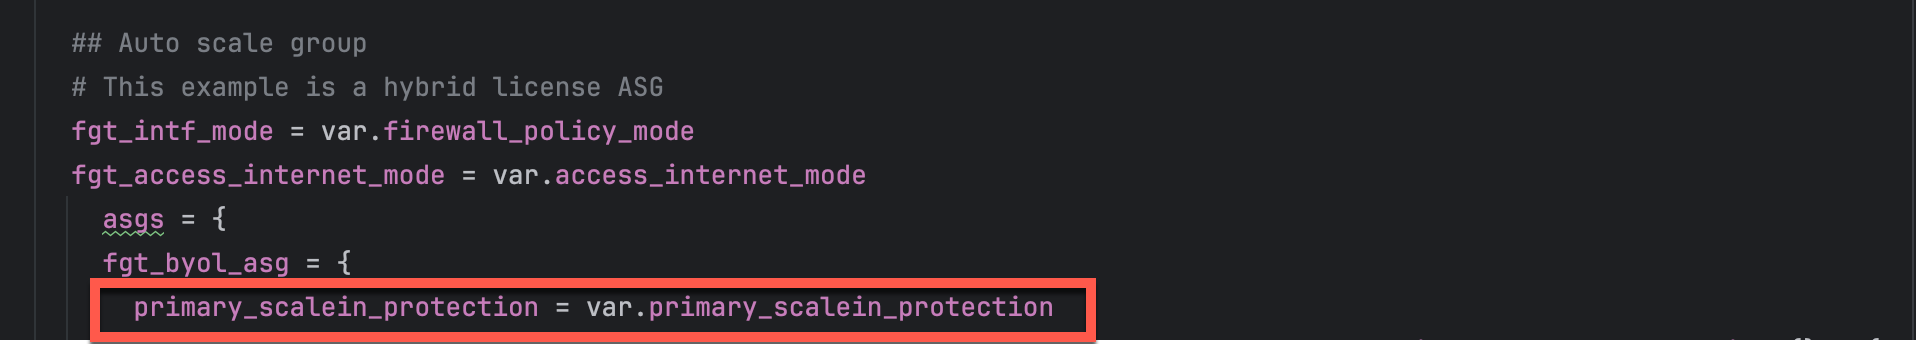 ## Auto scale group
# This example is a hybrid license ASG
fgt_intf_mode = var.firewall_policy_mode
fgt_access_internet_mode = var.access_internet_mode
asgs = {
fgt_byol_asg = {
primary_scalein_protection = var.primary_scalein_protection